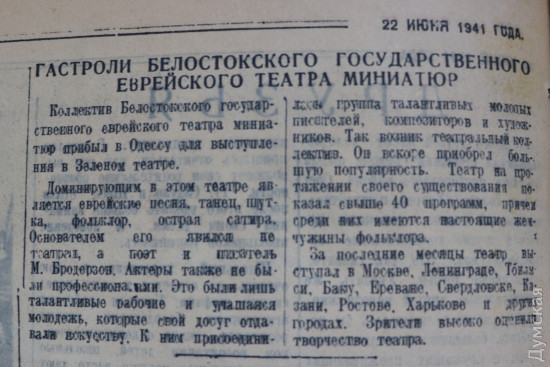 22 ИЮНЯ 1941 ГОДА.
ГАСТРОЛИ БЕЛОСТОКСКОГО ГОСУДАРСТВЕННОГО
ЕВРЕЙСКОГО ТЕАТРА МИНИАТЮР
Коллектив Белостокского государ-
ственного еврейского театра миниа-
тюр прибыл в Одессу для выступле-
ния в Зеленом театре.
Доминирующим в этом театре яв-
ляется еврейские песня, танец, шут-
ка, фольклор, острая сатира.
Основателем его явился не
театрал, а поэт и писатель
М. Бродерзон. Актеры также не бы-
ли профессионалами. Это были лишь
талантливые рабочие и учащаяся
молодежь, которые свой досуг отда-
вали искусству. К ним присоедини-
лась группа талантливых молодых
писателей, композиторов и худож-
ников. Так возник театральный кол-
лектив. Он вскоре приобрел боль-
шую популярность. Театр на про-
тяжении своего существования по-
казал свыше 40 программ, причем
среди них имеются настоящие жем-
чужины фольклора.
За последние месяцы театр вы-
ступал в Москве, Ленинграде, Тбили-
си, Баку, Ереване, Свердловске, Ка-
зани, Ростове, Харькове и других
городах. Зрители высоко оценили
творчество театра.
Думская